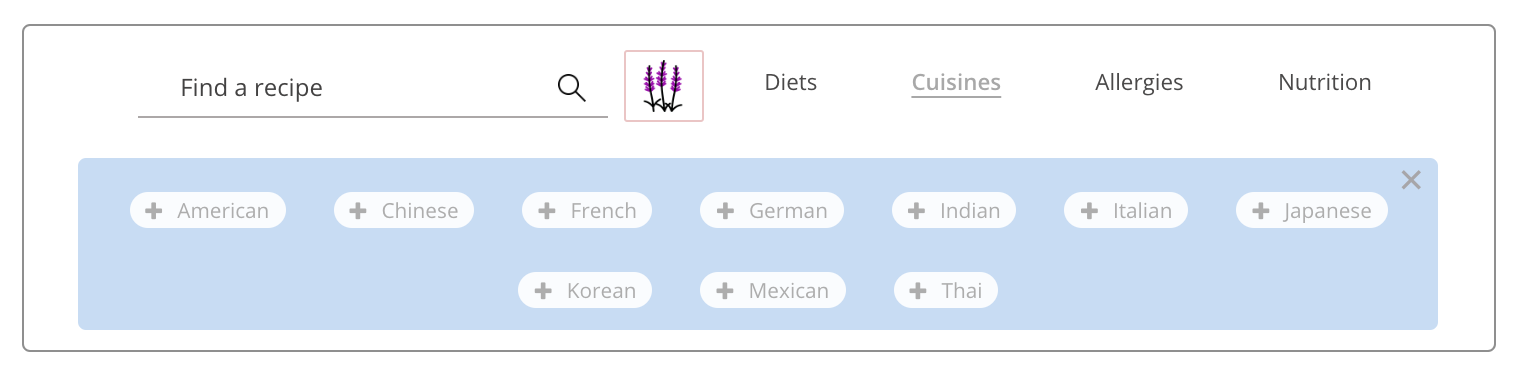 Find a recipe Diets Cuisines Allergies Nutrition
American Chinese French German Indian Italian Japanese
Korean Mexican Thai